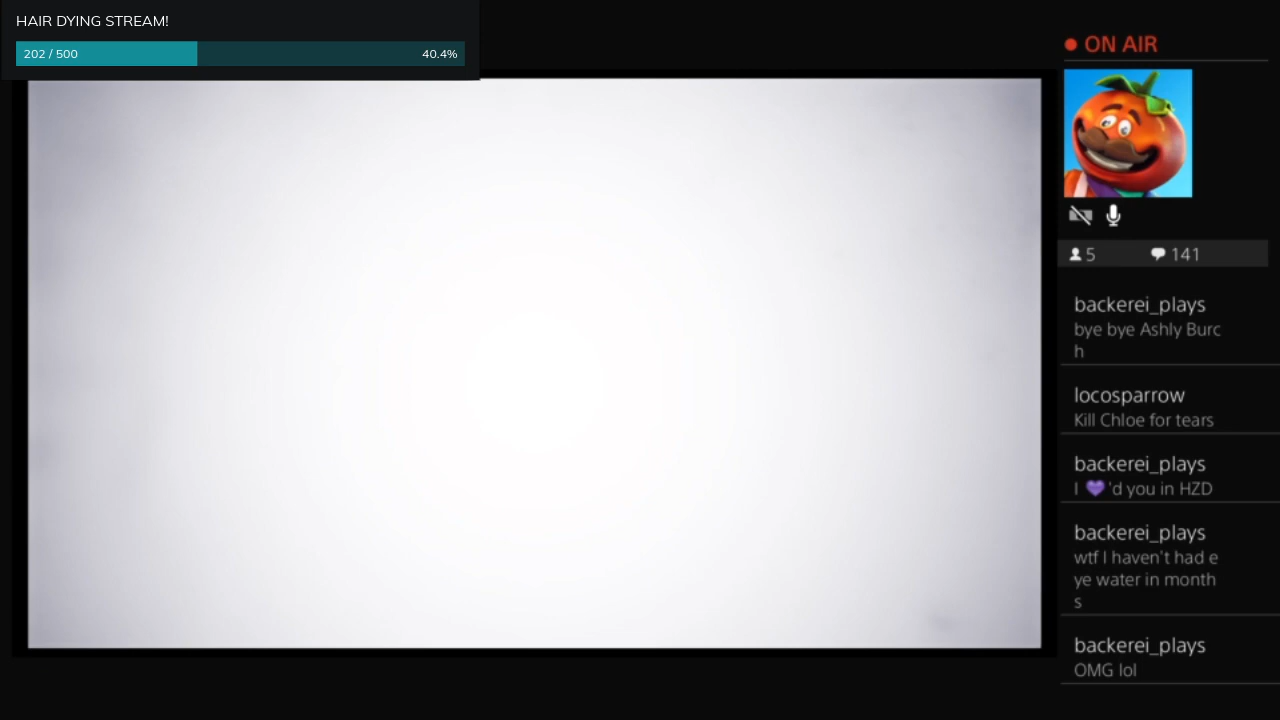 HAIR DYING STREAM!
202 / 500
40.4%
ON AIR
5
141
backerei_plays
bye bye Ashly Burc
h
locosparrow
Kill Chloe for tears
backerei_plays
I 💜'd you in HZD
backerei_plays
wtf I haven't had e
ye water in month
s
backerei_plays
OMG lol